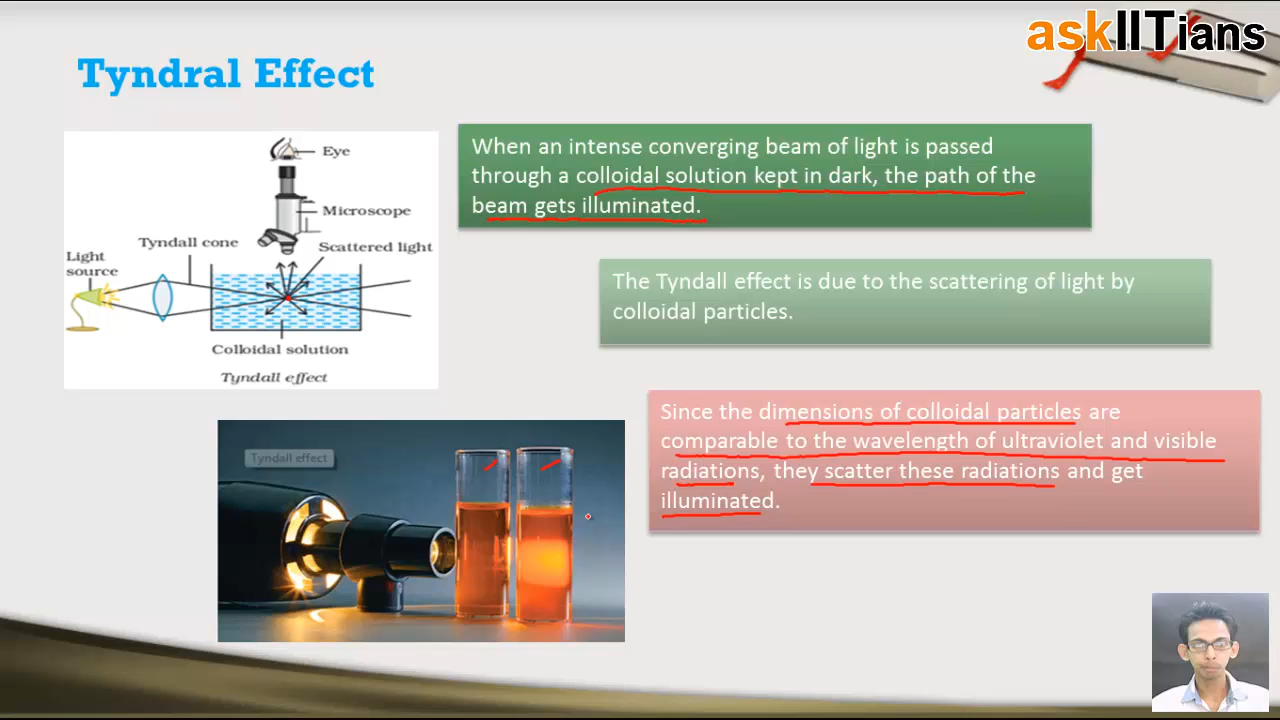 askIITians
Tyndral Effect
Eye
Microscope
Tyndall cone
Scattered light
Light
source
Colloidal solution
Tyndall effect
When an intense converging beam of light is passed
through a colloidal solution kept in dark, the path of the
beam gets illuminated.
The Tyndall effect is due to the scattering of light by
colloidal particles.
Since the dimensions of colloidal particles are
comparable to the wavelength of ultraviolet and visible
radiations, they scatter these radiations and get
illuminated.
Tyndall effect